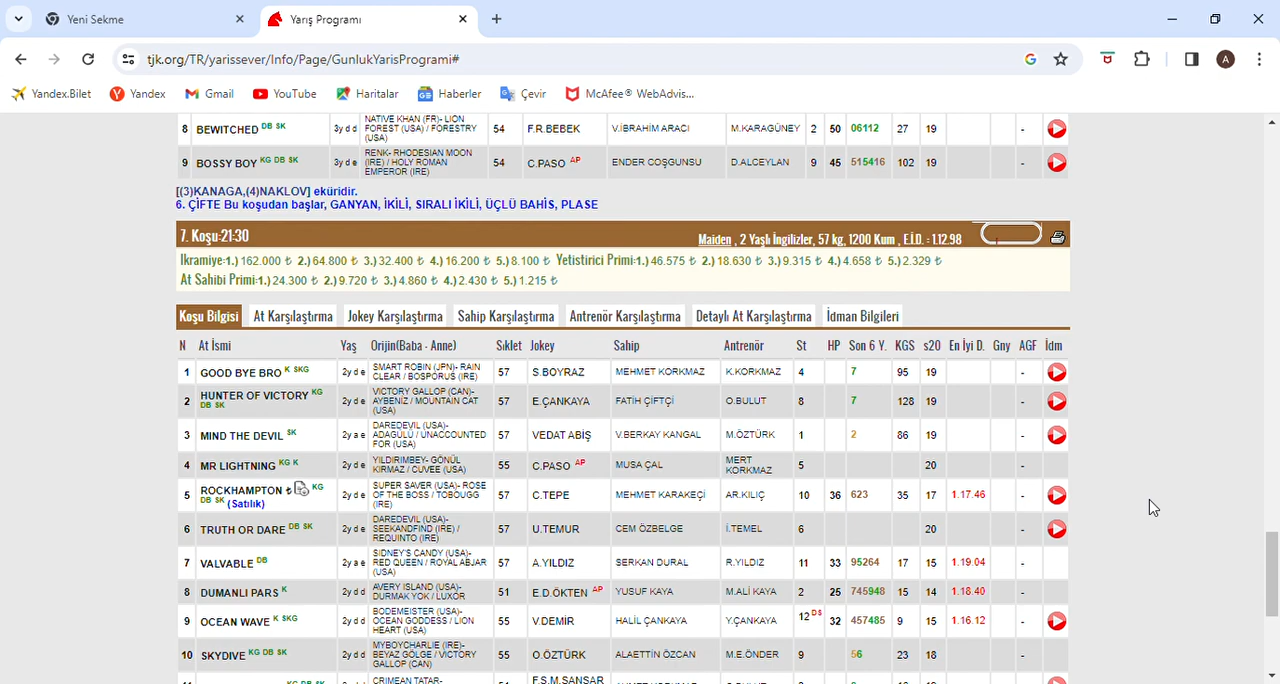 Yeni Sekme
Yarış Programı
tjk.org/TR/yarissever/Info/Page/GunlukYarisProgrami#
A
Yandex.Bilet Yandex Gmail YouTube Haritalar Haberler Çevir McAfee® WebAdvis...
8 BEWITCHED DB SK 3y d d NATIVE KHAN (FR)- LION FOREST (USA) / FORESTRY (USA) 54 F.R.BEBEK V.İBRAHİM ARACI M.KARAGÜNEY 2 50 06112 27 19 -
9 BOSSY BOY KG DB SK 3y d e RENK- RHODESIAN MOON (IRE) / HOLY ROMAN EMPEROR (IRE) 54 C.PASO AP ENDER COŞGUNSU D.ALCEYLAN 9 45 515416 102 19 -
[(3)KANAGA,(4)NAKLOV] eküridir.
6. ÇİFTE Bu koşudan başlar, GANYAN, İKİLİ, SIRALI İKİLİ, ÜÇLÜ BAHİS, PLASE
7. Koşu:21:30 Maiden , 2 Yaşlı İngilizler, 57 kg, 1200 Kum , E.İ.D. : 1.12.98
Ikramiye:1.) 162.000 ₺ 2.) 64.800 ₺ 3.) 32.400 ₺ 4.) 16.200 ₺ 5.) 8.100 ₺ Yetistirici Primi:1.) 46.575 ₺ 2.) 18.630 ₺ 3.) 9.315 ₺ 4.) 4.658 ₺ 5.) 2.329 ₺
At Sahibi Primi:1.) 24.300 ₺ 2.) 9.720 ₺ 3.) 4.860 ₺ 4.) 2.430 ₺ 5.) 1.215 ₺
Koşu Bilgisi At Karşılaştırma Jokey Karşılaştırma Sahip Karşılaştırma Antrenör Karşılaştırma Detaylı At Karşılaştırma İdman Bilgileri
N At İsmi Yaş Orijin(Baba - Anne) Sıklet Jokey Sahip Antrenör St HP Son 6 Y. KGS s20 En İyi D. Gny AGF İdm
1 GOOD BYE BRO K SKG 2y d e SMART ROBIN (JPN)- RAIN CLEAR / BOSPORUS (IRE) 57 S.BOYRAZ MEHMET KORKMAZ K.KORKMAZ 4 7 95 19 -
2 HUNTER OF VICTORY KG DB SK 2y d e VICTORY GALLOP (CAN)- AYBENİZ / MOUNTAIN CAT (USA) 57 E.ÇANKAYA FATİH ÇİFTÇİ O.BULUT 8 7 128 19 -
3 MIND THE DEVIL SK 2y a e DAREDEVIL (USA)- ADAGÜLÜ / UNACCOUNTED FOR (USA) 57 VEDAT ABİŞ V.BERKAY KANGAL M.ÖZTÜRK 1 2 86 19 -
4 MR LIGHTNING KG K 2y d e YILDIRIMBEY- GÖNÜL KIRMAZ / CUVEE (USA) 55 C.PASO AP MUSA ÇAL MERT KORKMAZ 5 20 -
5 ROCKHAMPTON ₺ KG DB SK (Satılık) 2y d e SUPER SAVER (USA)- ROSE OF THE BOSS / TOBOUGG (IRE) 57 C.TEPE MEHMET KARAKEÇİ AR.KILIÇ 10 36 623 35 17 1.17.46 -
6 TRUTH OR DARE DB SK 2y d e DAREDEVIL (USA)- SEEKANDFIND (IRE) / REQUINTO (IRE) 57 U.TEMUR CEM ÖZBELGE İ.TEMEL 6 20 -
7 VALVABLE DB 2y a e SIDNEY'S CANDY (USA)- RED QUEEN / ROYAL ABJAR (USA) 57 A.YILDIZ SERKAN DURAL R.YILDIZ 11 33 95264 17 15 1.19.04 -
8 DUMANLI PARS K 2y d d AVERY ISLAND (USA)- DURMAK YOK / LUXOR 51 E.D.ÖKTEN AP YUSUF KAYA M.ALİ KAYA 2 25 745948 15 14 1.18.40 -
9 OCEAN WAVE K SKG 2y d d BODEMEISTER (USA)- OCEAN GODDESS / LION HEART (USA) 55 V.DEMİR HALİL ÇANKAYA Y.ÇANKAYA 12 DS 32 457485 9 15 1.16.12 -
10 SKYDIVE KG DB SK 2y d d MYBOYCHARLIE (IRE)- BEYAZ GÖLGE / VICTORY GALLOP (CAN) 55 O.ÖZTÜRK ALAETTİN ÖZCAN M.E.ÖNDER 9 56 23 18 -
KG DB SK CRIMEAN TATAR- F.S.M.SANSAR